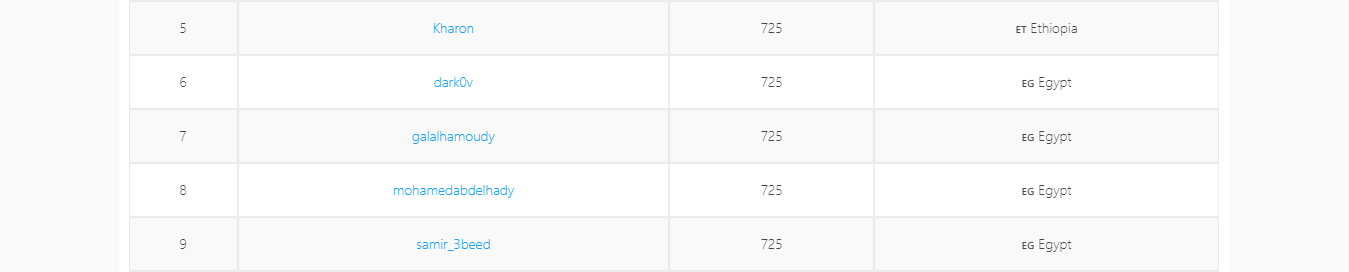 5 Kharon 725 ET Ethiopia
6 dark0v 725 EG Egypt
7 galalhamoudy 725 EG Egypt
8 mohamedabdelhady 725 EG Egypt
9 samir_3beed 725 EG Egypt